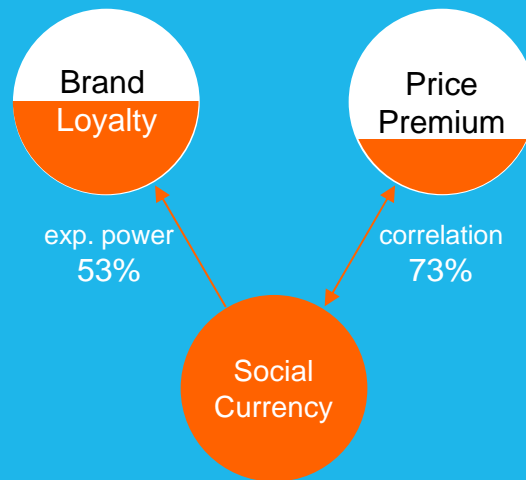 Brand
Loyalty
Price
Premium
exp. power
53%
correlation
73%
Social
Currency